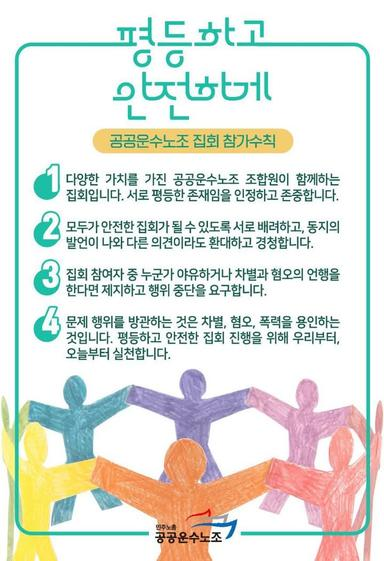 평등하고
안전하게
공공운수노조 집회 참가수칙
1 다양한 가치를 가진 공공운수노조 조합원이 함께하는
집회입니다. 서로 평등한 존재임을 인정하고 존중합니다.
2 모두가 안전한 집회가 될 수 있도록 서로 배려하고, 동지의
발언이 나와 다른 의견이라도 환대하고 경청합니다.
3 집회 참여자 중 누군가 야유하거나 차별과 혐오의 언행을
한다면 제지하고 행위 중단을 요구합니다.
4 문제 행위를 방관하는 것은 차별, 혐오, 폭력을 용인하는
것입니다. 평등하고 안전한 집회 진행을 위해 우리부터,
오늘부터 실천합니다.
민주노총
공공운수노조